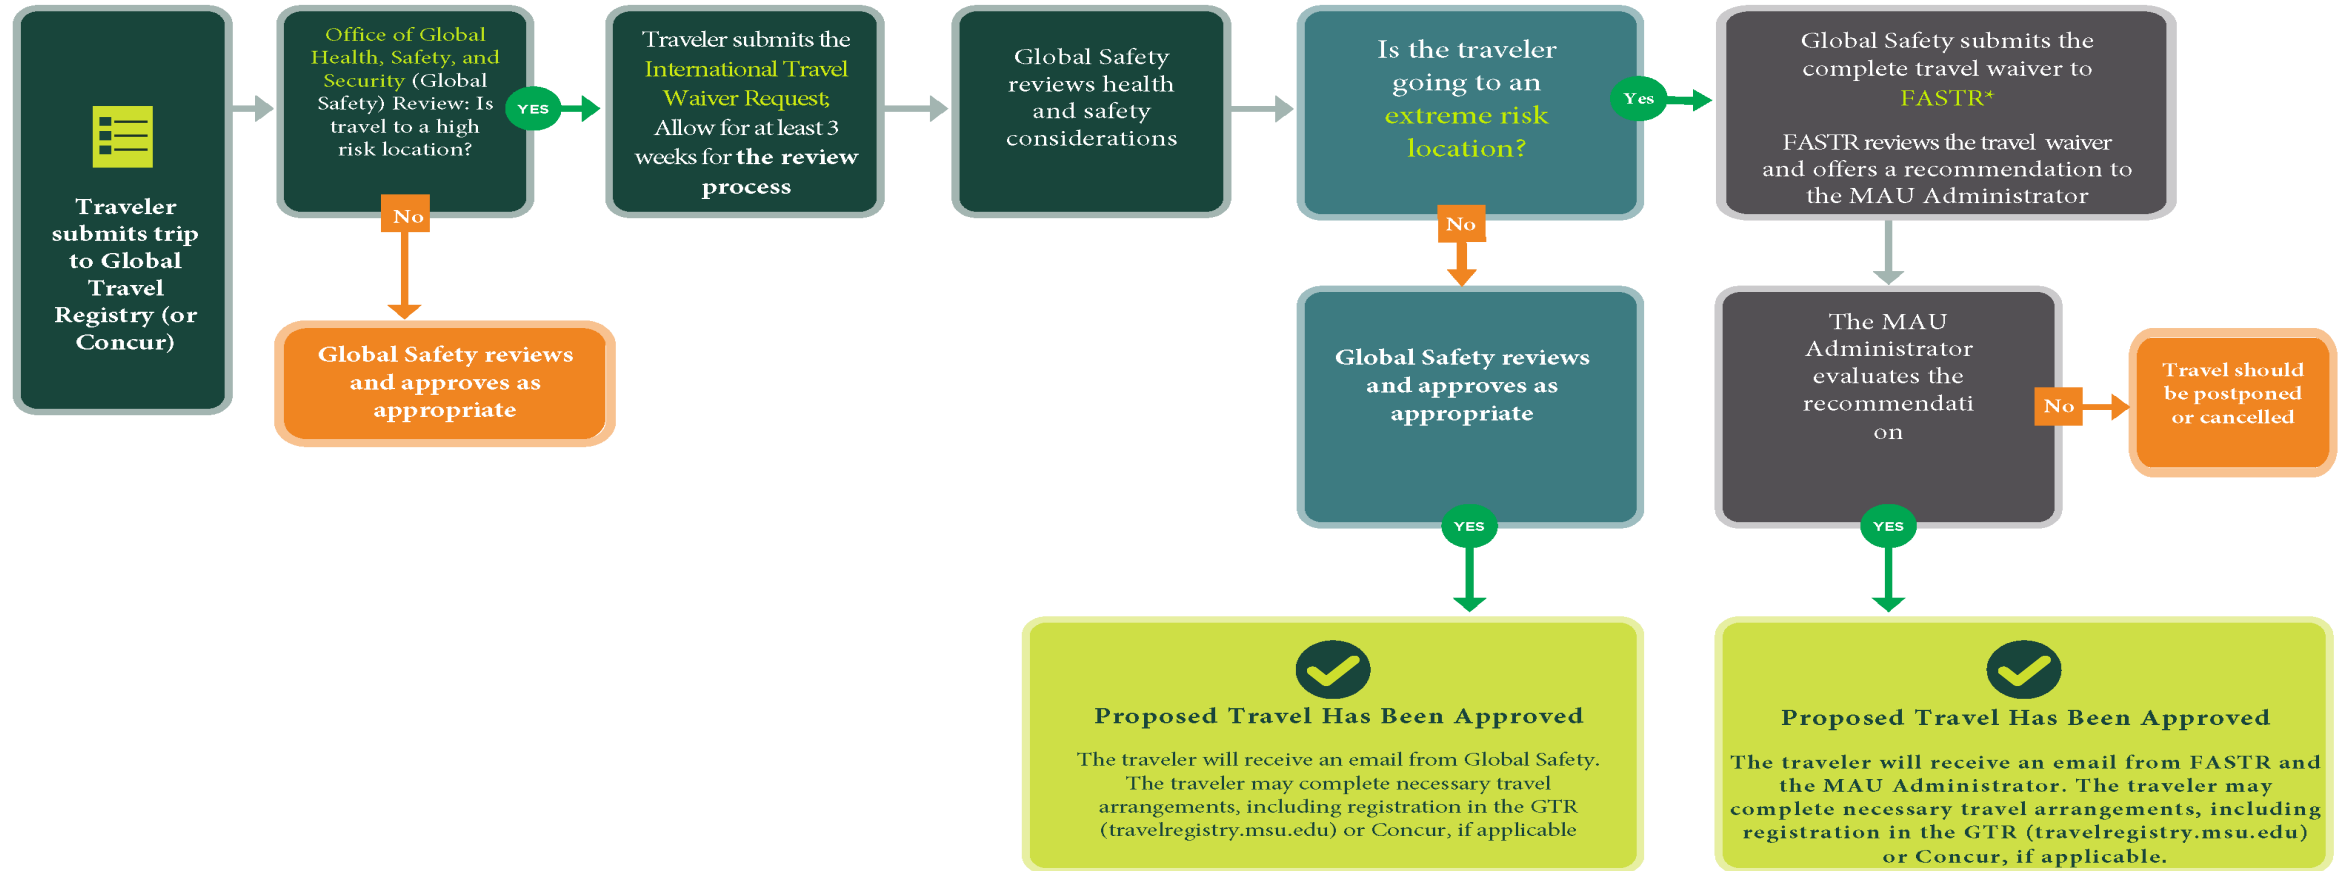 Traveler
submits trip
to Global
Travel
Registry (or
Concur)
Office of Global
Health, Safety, and
Security (Global
Safety) Review: Is
travel to a high
risk location?
YES
No
Global Safety reviews
and approves as
appropriate
Traveler submits the
International Travel
Waiver Request;
Allow for at least 3
weeks for the review
process
Global Safety
reviews health
and safety
considerations
Is the traveler
going to an
extreme risk
location?
Yes
No
Global Safety reviews
and approves as
appropriate
YES
Global Safety submits the
complete travel waiver to
FASTR*
FASTR reviews the travel waiver
and offers a recommendation to
the MAU Administrator
The MAU
Administrator
evaluates the
recommendati
on
No
Travel should
be postponed
or cancelled
YES
Proposed Travel Has Been Approved
The traveler will receive an email from Global Safety.
The traveler may complete necessary travel
arrangements, including registration in the GTR
(travelregistry.msu.edu) or Concur, if applicable
Proposed Travel Has Been Approved
The traveler will receive an email from FASTR and
the MAU Administrator. The traveler may
complete necessary travel arrangements, including
registration in the GTR (travelregistry.msu.edu)
or Concur, if applicable.